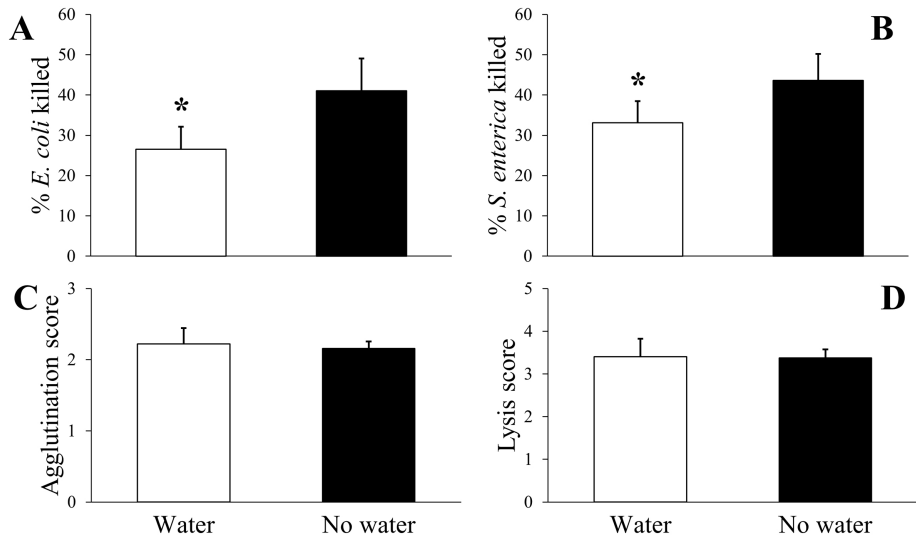 A
% E. coli killed
60
50
40
30
20
10
0
*
B
% S. enterica killed
60
50
40
30
20
10
0
*
C
Agglutination score
3
2
1
0
Water
No water
D
Lysis score
5
4
3
2
1
0
Water
No water